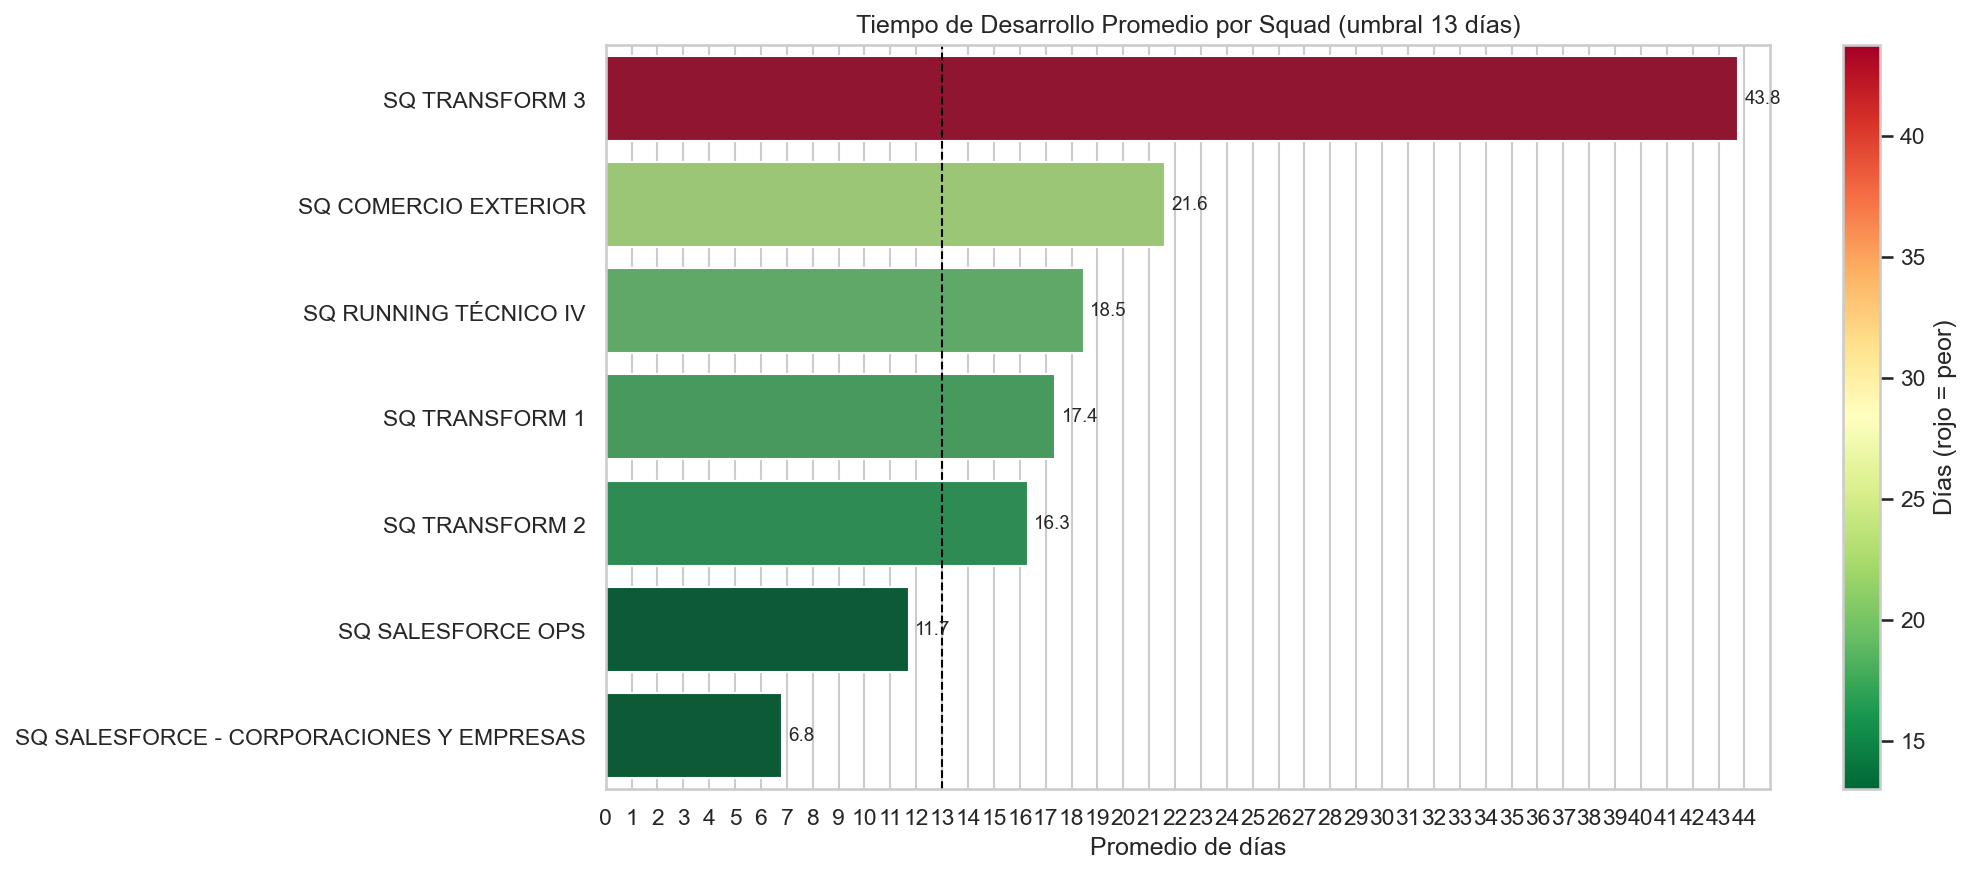 Tiempo de Desarrollo Promedio por Squad (umbral 13 días)
SQ TRANSFORM 3
43.8
SQ COMERCIO EXTERIOR
21.6
SQ RUNNING TÉCNICO IV
18.5
SQ TRANSFORM 1
17.4
SQ TRANSFORM 2
16.3
SQ SALESFORCE OPS
11.7
SQ SALESFORCE - CORPORACIONES Y EMPRESAS
6.8
0 1 2 3 4 5 6 7 8 9 10 11 12 13 14 15 16 17 18 19 20 21 22 23 24 25 26 27 28 29 30 31 32 33 34 35 36 37 38 39 40 41 42 43 44
Promedio de días
40
35
30
25
20
15
Días (rojo = peor)